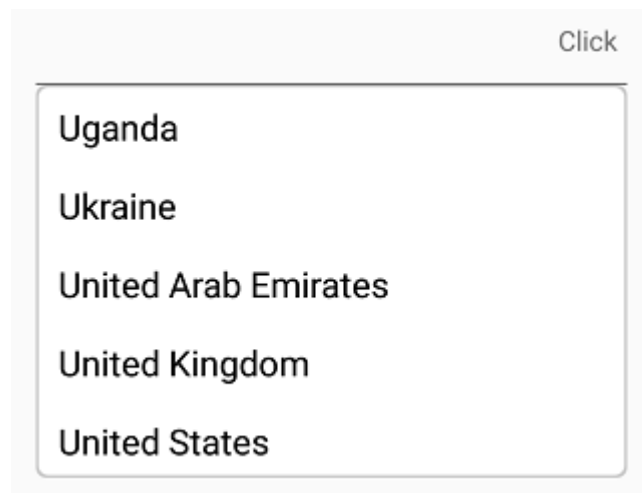 Click
Uganda
Ukraine
United Arab Emirates
United Kingdom
United States